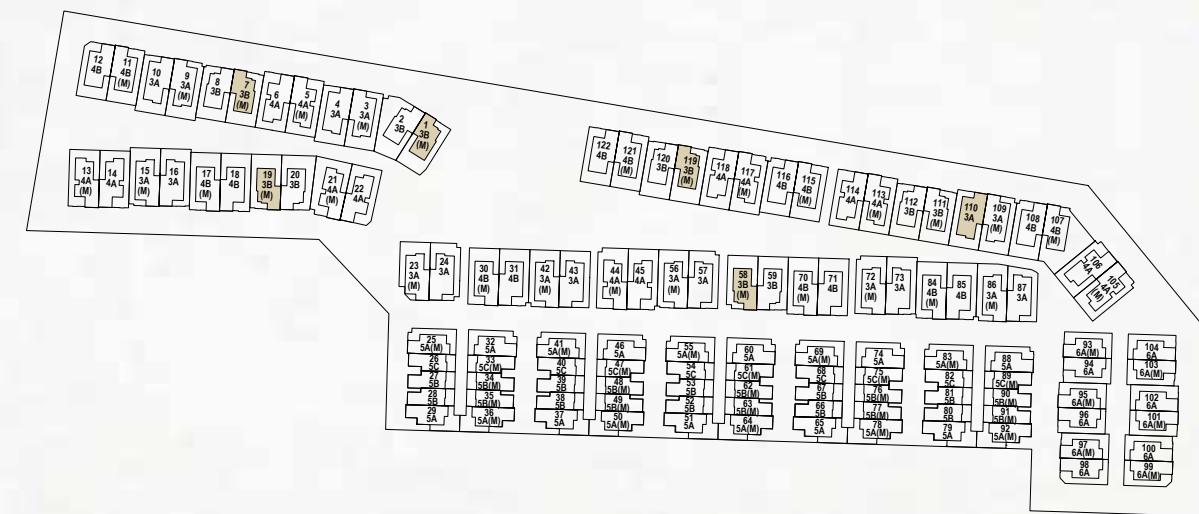 12
4B
11
4B
(M)
10
3A
9
3A
(M)
8
3B
7
3B
(M)
6
4A
5
4A
(M)
4
3A
3
3A
(M)
2
3B
1
3B
(M)
122
4B
121
4B
(M)
120
3B
119
3B
(M)
118
4A
117
4A
(M)
116
4B
115
4B
(M)
114
4A
113
4A
(M)
112
3B
111
3B
(M)
110
3A
109
3A
(M)
108
4B
107
4B
(M)
106
4A
105
4A
(M)
13
4A
(M)
14
4A
15
3A
(M)
16
3A
17
4B
(M)
18
4B
19
3B
(M)
20
3B
21
4A
(M)
22
4A
23
3A
(M)
24
3A
30
4B
(M)
31
4B
42
3A
(M)
43
3A
44
4A
(M)
45
4A
56
3A
(M)
57
3A
58
3B
(M)
59
3B
70
4B
(M)
71
4B
72
3A
(M)
73
3A
84
4B
(M)
85
4B
86
3A
(M)
87
3A
25
5A(M)
26
5C
27
5B
28
5B
29
5A
32
5A
33
5C(M)
34
5B(M)
35
5B(M)
36
5A(M)
41
5A(M)
40
5C
39
5B
38
5B
37
5A
46
5A
47
5C(M)
48
5B(M)
49
5B(M)
50
5A(M)
55
5A(M)
54
5C
53
5B
52
5B
51
5A
60
5A
61
5C(M)
62
5B(M)
63
5B(M)
64
5A(M)
69
5A(M)
68
5C
67
5B
66
5B
65
5A
74
5A
75
5C(M)
76
5B(M)
77
5B(M)
78
5A(M)
83
5A(M)
82
5C
81
5B
80
5B
79
5A
88
5A
89
5C(M)
90
5B(M)
91
5B(M)
92
5A(M)
93
6A(M)
94
6A
95
6A(M)
96
6A
97
6A(M)
98
6A
104
6A
103
6A(M)
102
6A
101
6A(M)
100
6A
99
6A(M)